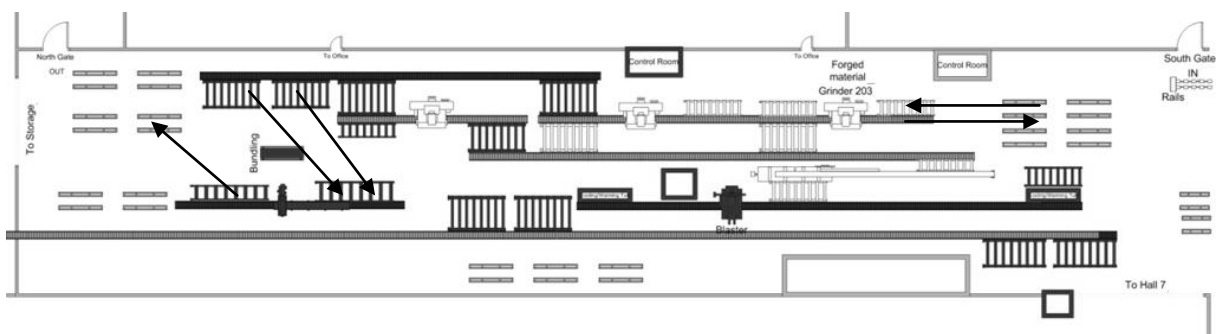 North Gate
OUT
To Office
Control Room
To Office
Forged
material
Grinder 203
Control Room
South Gate
IN
Rails
To Storage
Bundling
Blaster
To Hall 7